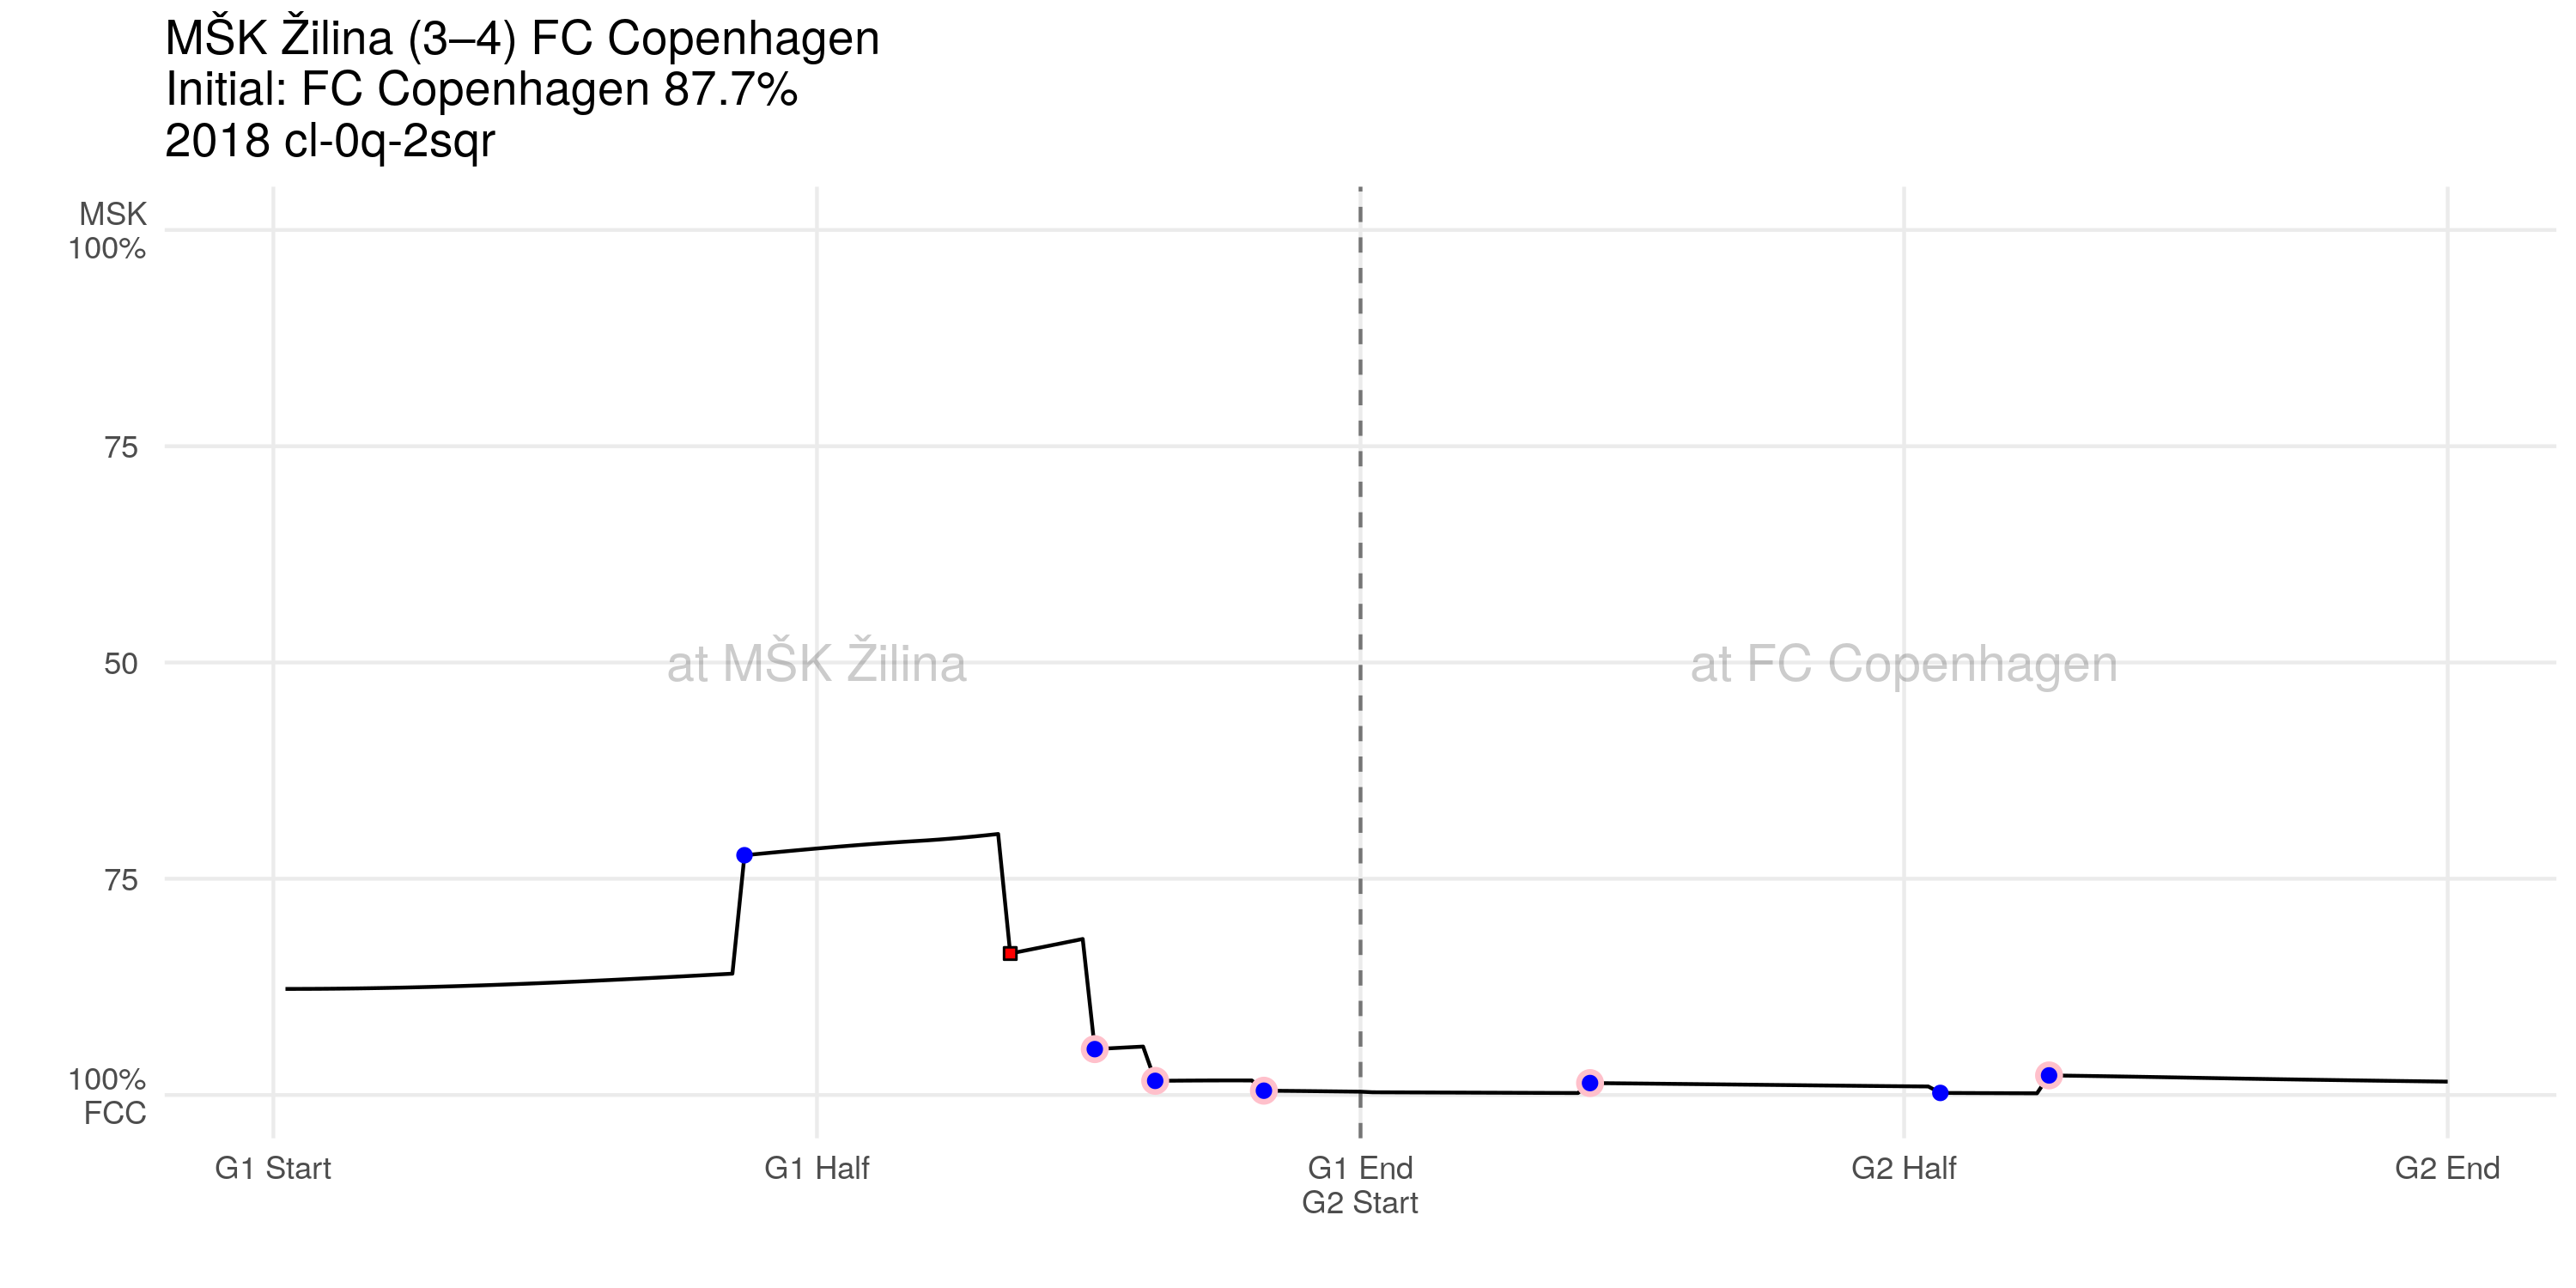 MŠK Žilina (3–4) FC Copenhagen
Initial: FC Copenhagen 87.7%
2018 cl-0q-2sqr
MSK
100%
75
50
75
100%
FCC
at MŠK Žilina
at FC Copenhagen
G1 Start
G1 Half
G1 End
G2 Start
G2 Half
G2 End